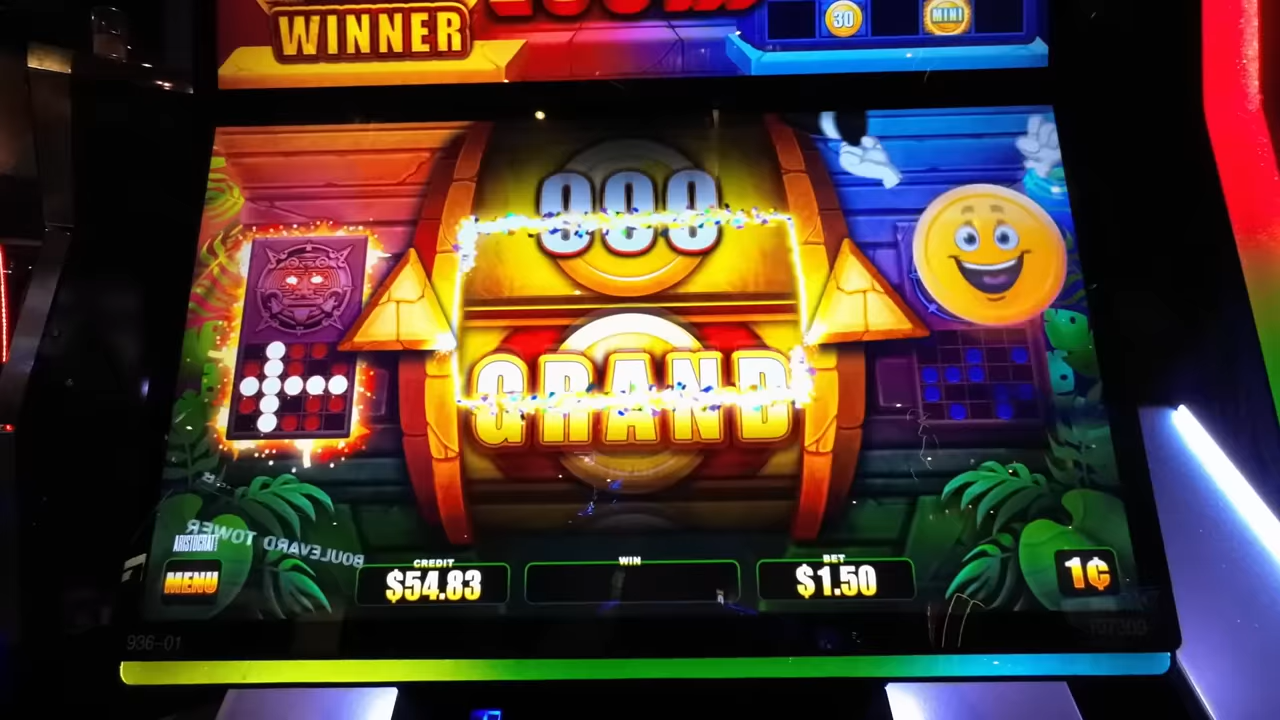 WINNER
30
MINI
GRAND
BOULEVARD TOWER
ARISTOCRAT
MENU
CREDIT
$54.83
WIN
BET
$1.50
1¢
936-01